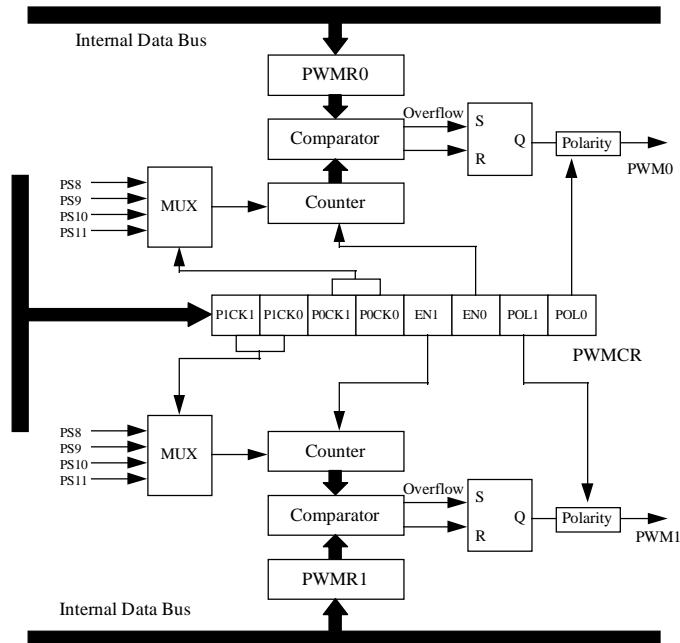 Internal Data Bus
PWMR0
Overflow
Comparator
S
R
Q
Polarity
PWM0
PS8
PS9
PS10
PS11
MUX
Counter
P1CK1 P1CK0 P0CK1 P0CK0 EN1 EN0 POL1 POL0
PWMCR
PS8
PS9
PS10
PS11
MUX
Counter
Overflow
Comparator
S
R
Q
Polarity
PWM1
PWMR1
Internal Data Bus